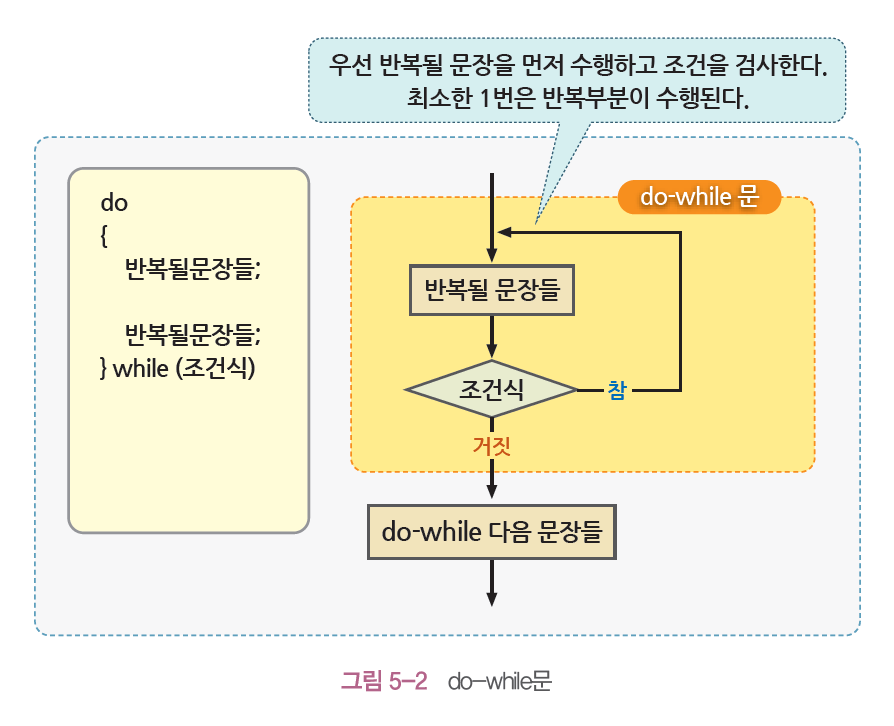 우선 반복될 문장을 먼저 수행하고 조건을 검사한다.
최소한 1번은 반복부분이 수행된다.
do
{
반복될문장들;
반복될문장들;
} while (조건식)
do-while 문
반복될 문장들
조건식
참
거짓
do-while 다음 문장들
그림 5-2 do-while문